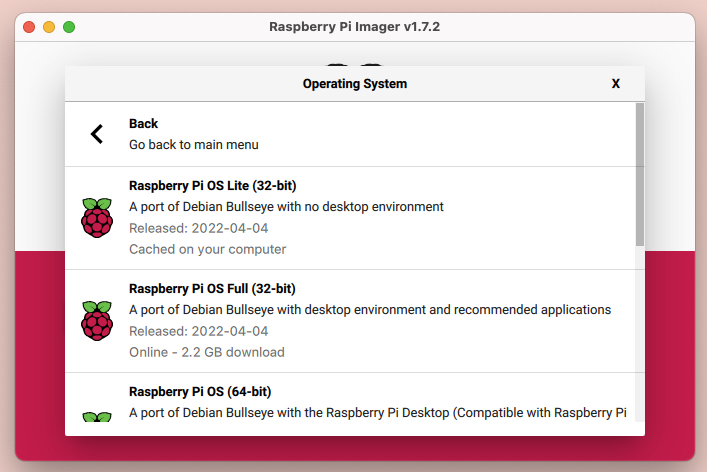 Raspberry Pi Imager v1.7.2
Operating System
X
Back
Go back to main menu
Raspberry Pi OS Lite (32-bit)
A port of Debian Bullseye with no desktop environment
Released: 2022-04-04
Cached on your computer
Raspberry Pi OS Full (32-bit)
A port of Debian Bullseye with desktop environment and recommended applications
Released: 2022-04-04
Online - 2.2 GB download
Raspberry Pi OS (64-bit)
A port of Debian Bullseye with the Raspberry Pi Desktop (Compatible with Raspberry Pi